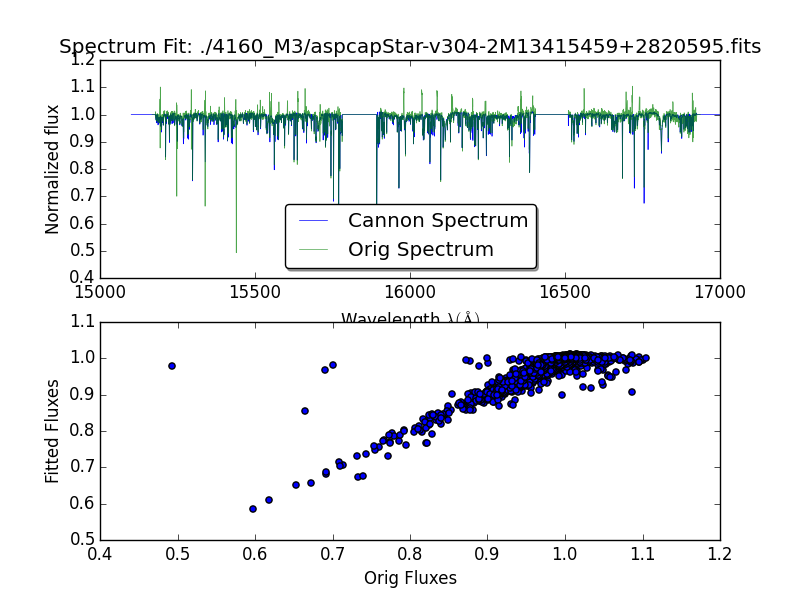 Spectrum Fit: ./4160_M3/aspcapStar-v304-2M13415459+2820595.fits
1.2
1.1
1.0
0.9
0.8
0.7
0.6
0.5
0.4
Normalized flux
Cannon Spectrum
Orig Spectrum
15000 15500 16000 16500 17000
Wavelength λ(Å)
1.1
1.0
0.9
0.8
0.7
0.6
0.5
Fitted Fluxes
0.4 0.5 0.6 0.7 0.8 0.9 1.0 1.1 1.2
Orig Fluxes